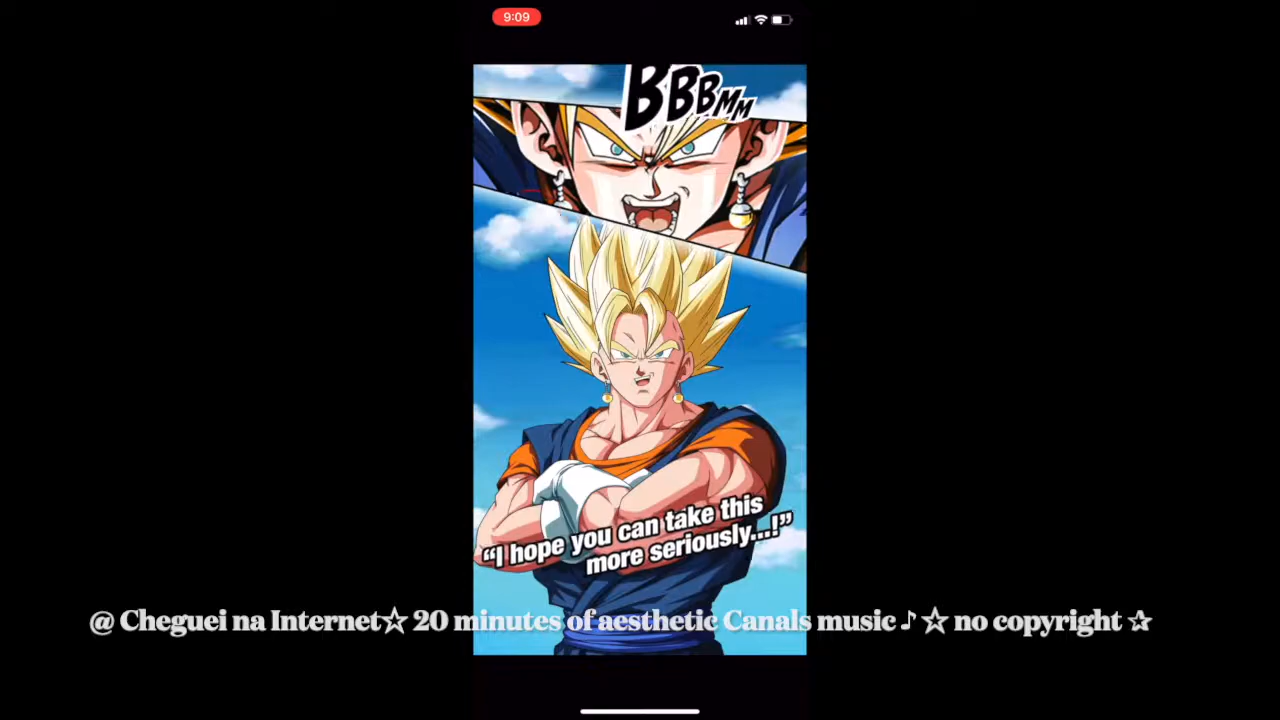 9:09
BBBMM
“I hope you can take this
more seriously...!”
@ Cheguei na Internet☆ 20 minutes of aesthetic Canals music ♪ ☆ no copyright ✰